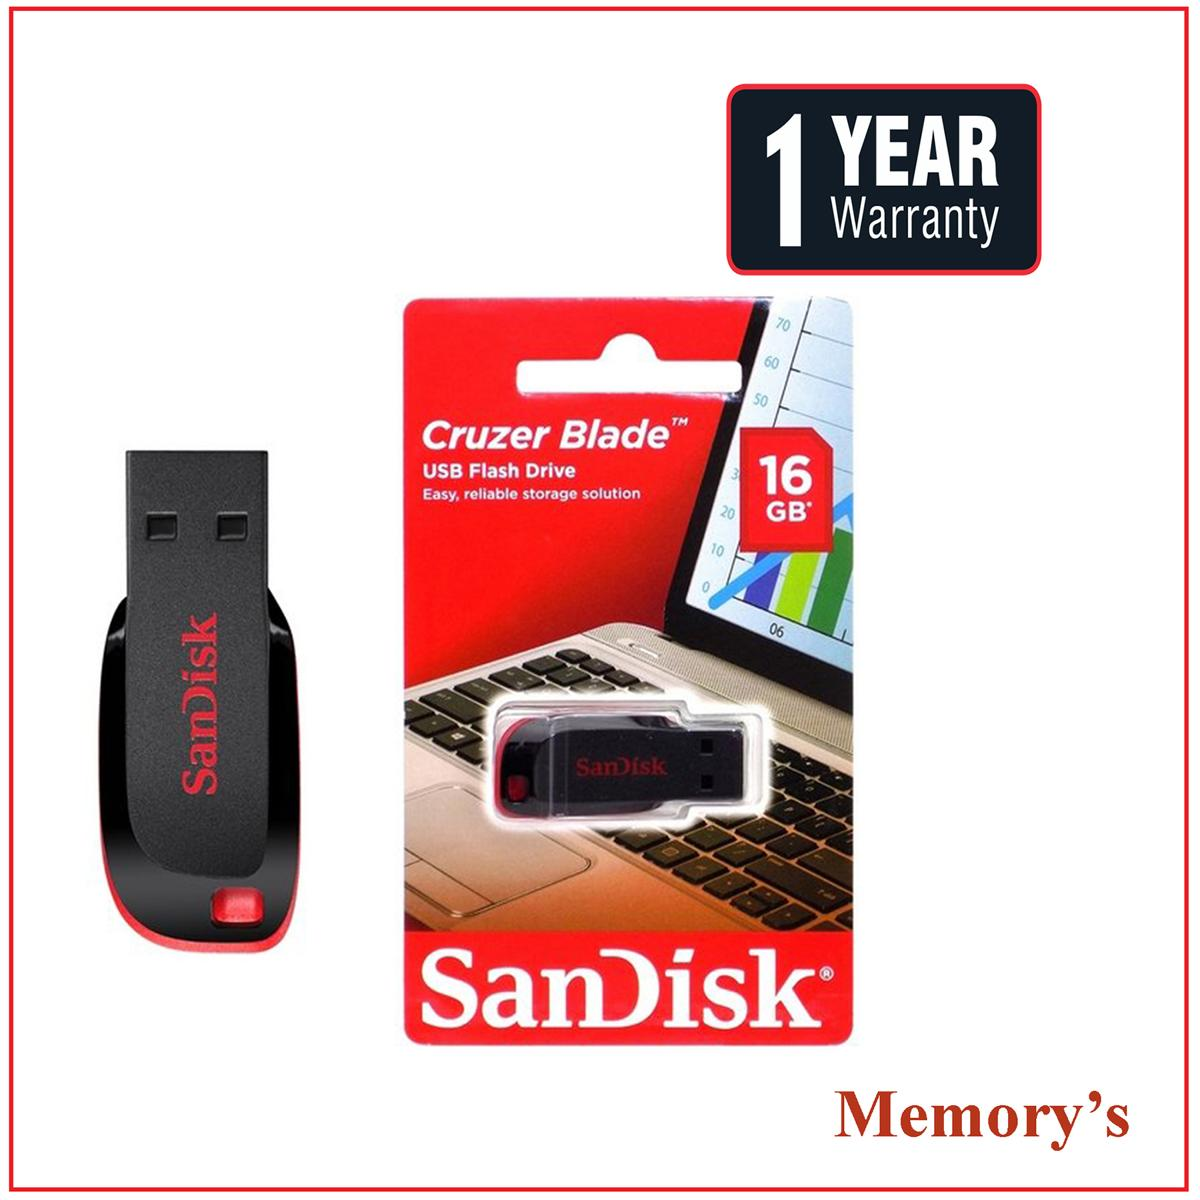 1 YEAR
Warranty
Cruzer Blade™
USB Flash Drive
Easy, reliable storage solution
16
GB*
70
60
50
3
20
10
0
06
SanDisk
SanDisk
SanDisk®
Memory's